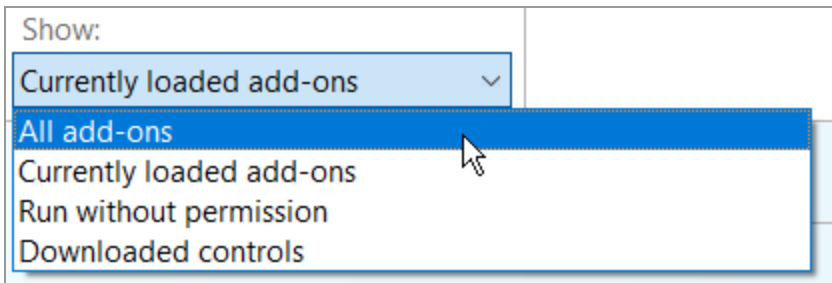 Show:
Currently loaded add-ons
All add-ons
Currently loaded add-ons
Run without permission
Downloaded controls